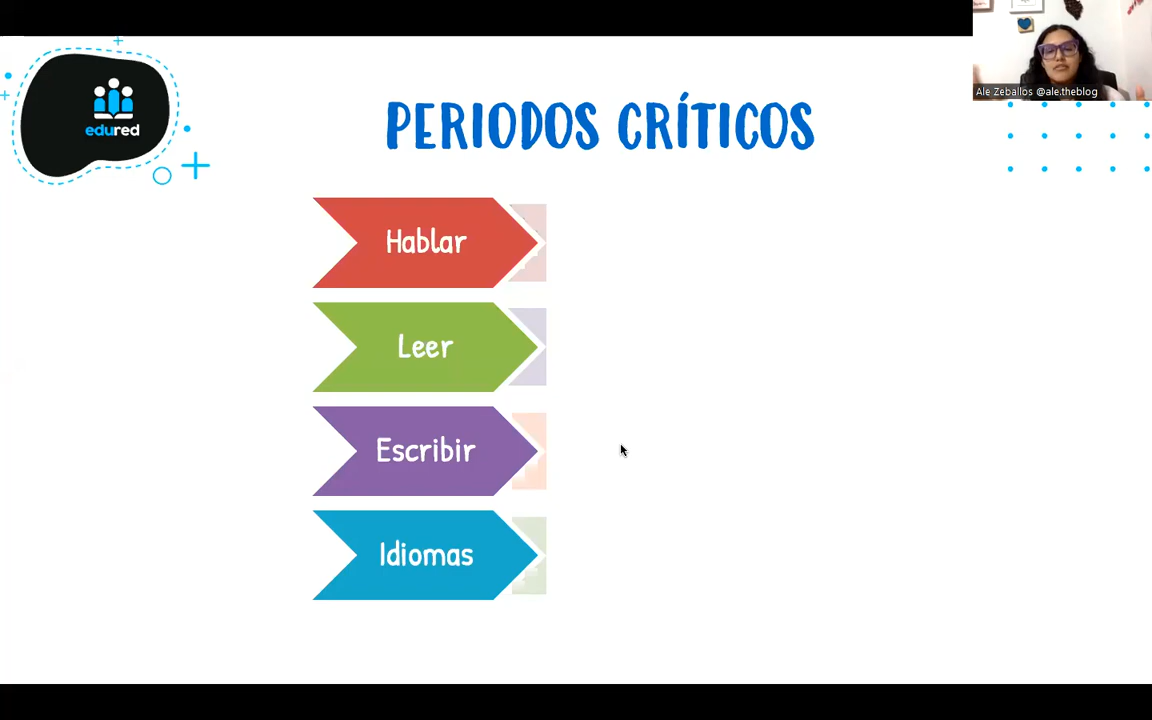 edured
PERIODOS CRÍTICOS
Ale Zeballos @ale.theblog
Hablar
Leer
Escribir
Idiomas